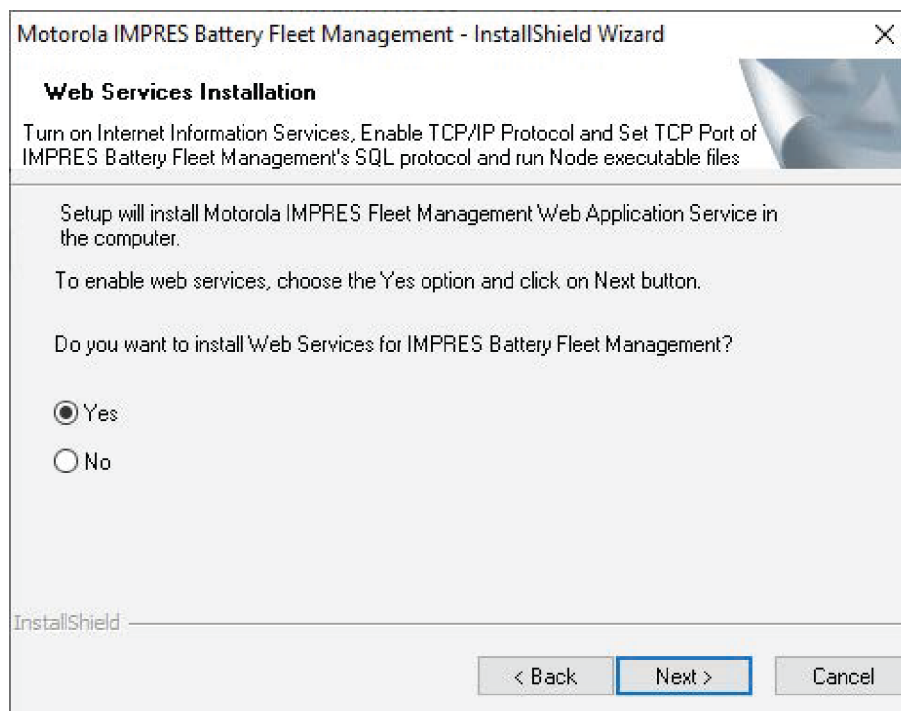 Motorola IMPRES Battery Fleet Management - InstallShield Wizard
Web Services Installation
Turn on Internet Information Services, Enable TCP/IP Protocol and Set TCP Port of
IMPRES Battery Fleet Management's SQL protocol and run Node executable files
Setup will install Motorola IMPRES Fleet Management Web Application Service in
the computer.
To enable web services, choose the Yes option and click on Next button.
Do you want to install Web Services for IMPRES Battery Fleet Management?
Yes
No
InstallShield
< Back Next > Cancel